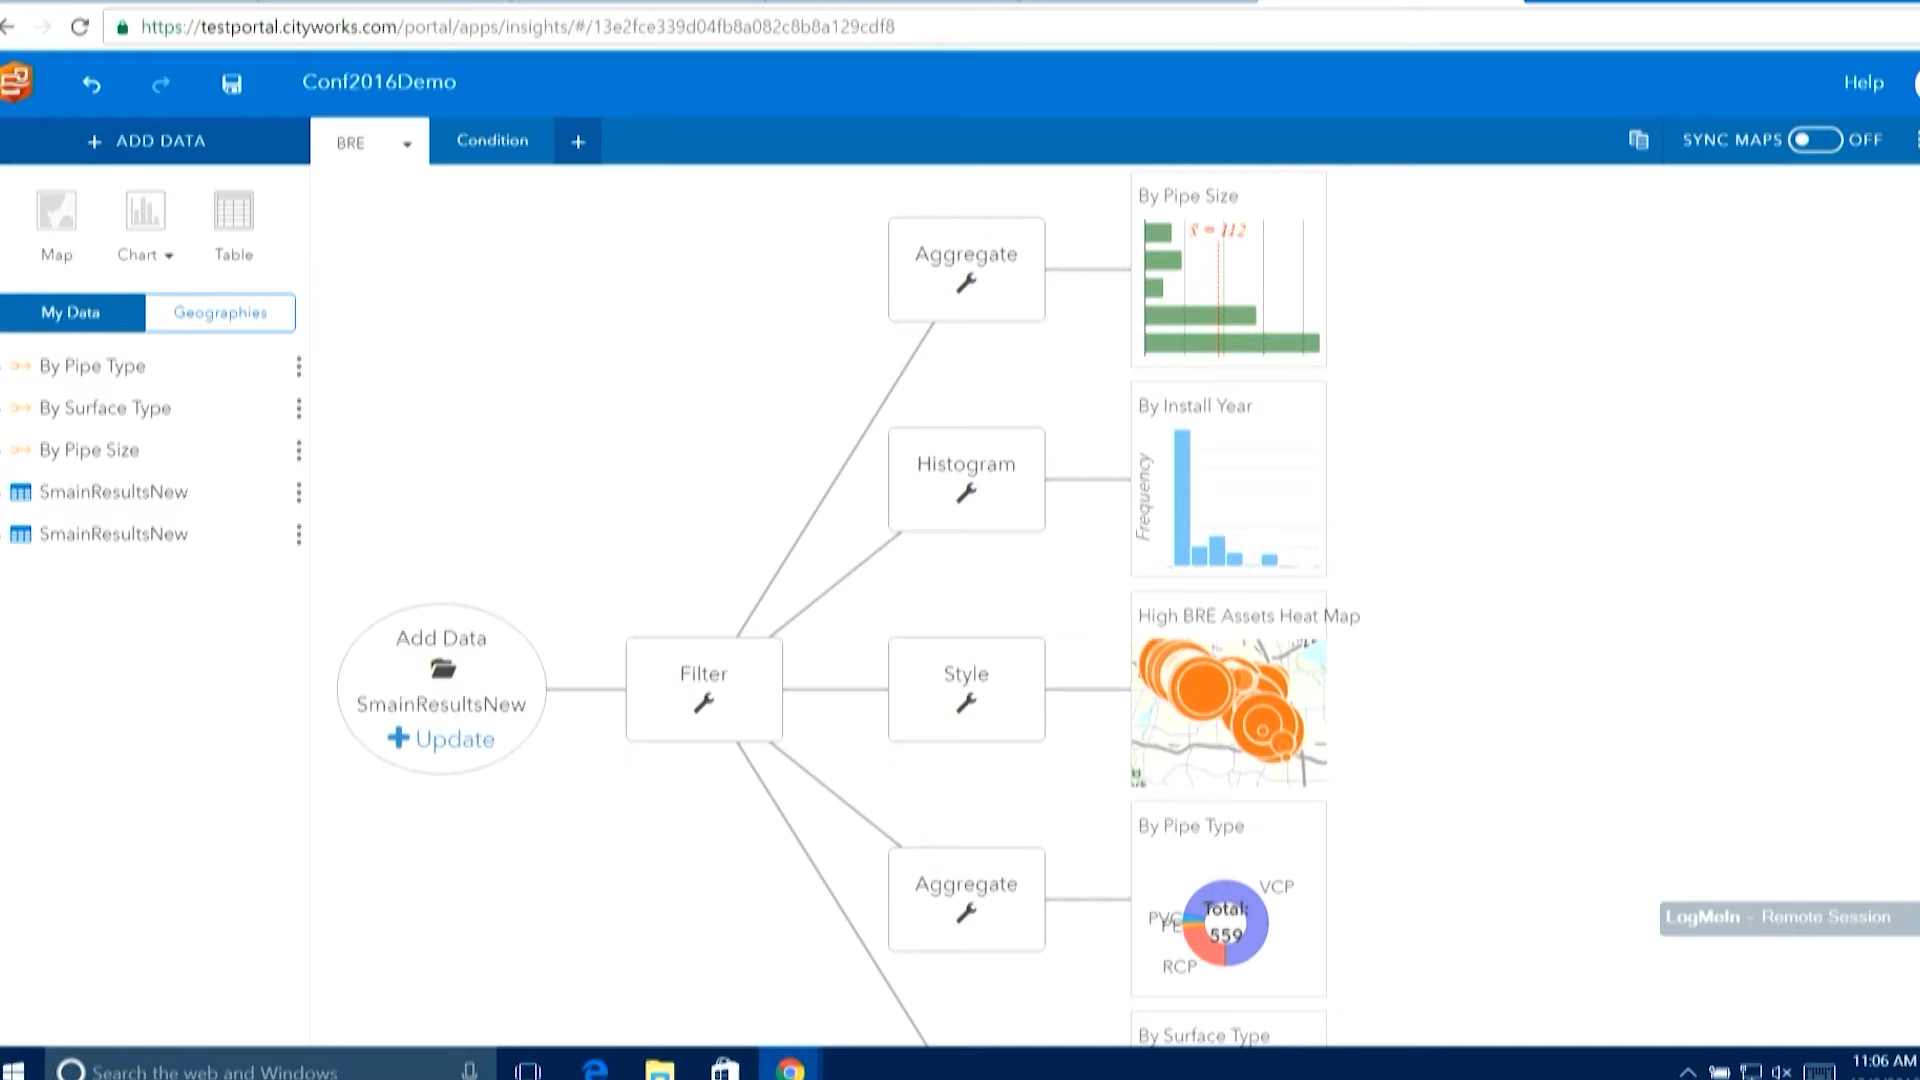 https://testportal.cityworks.com/portal/apps/insights/#/13e2fce339d04fb8a082c8b8a129cdf8
Conf2016Demo
Help
+ ADD DATA
BRE
Condition
+
SYNC MAPS OFF
Map
Chart
Table
My Data
Geographies
By Pipe Type
By Surface Type
By Pipe Size
SmainResultsNew
SmainResultsNew
Add Data
SmainResultsNew
+ Update
Filter
Aggregate
Histogram
Style
Aggregate
By Pipe Size
x̄ = 112
By Install Year
Frequency
High BRE Assets Heat Map
By Pipe Type
VCP
PVC
PE
Total:
559
RCP
By Surface Type
LogMeIn - Remote Session
Search the web and Windows
11:06 AM